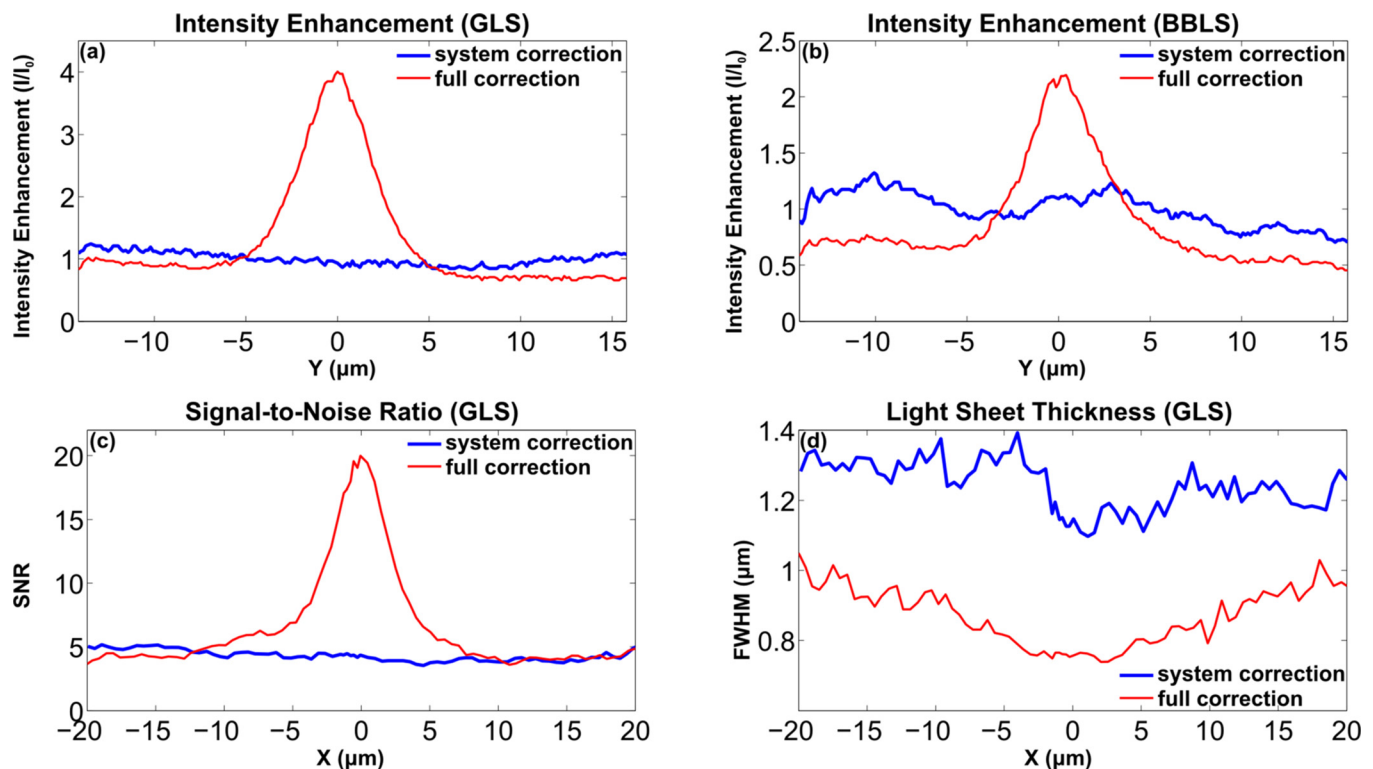 Intensity Enhancement (GLS)
(a)
system correction
full correction
Intensity Enhancement (I/I₀)
4
3
2
1
0
−10
−5
0
5
10
15
Y (µm)
Intensity Enhancement (BBLS)
(b)
system correction
full correction
Intensity Enhancement (I/I₀)
2.5
2
1.5
1
0.5
0
−10
−5
0
5
10
15
Y (µm)
Signal-to-Noise Ratio (GLS)
(c)
system correction
full correction
SNR
20
15
10
5
0
−20
−15
−10
−5
0
5
10
15
20
X (µm)
Light Sheet Thickness (GLS)
(d)
FWHM (µm)
1.4
1.2
1
0.8
system correction
full correction
−20
−15
−10
−5
0
5
10
15
20
X (µm)